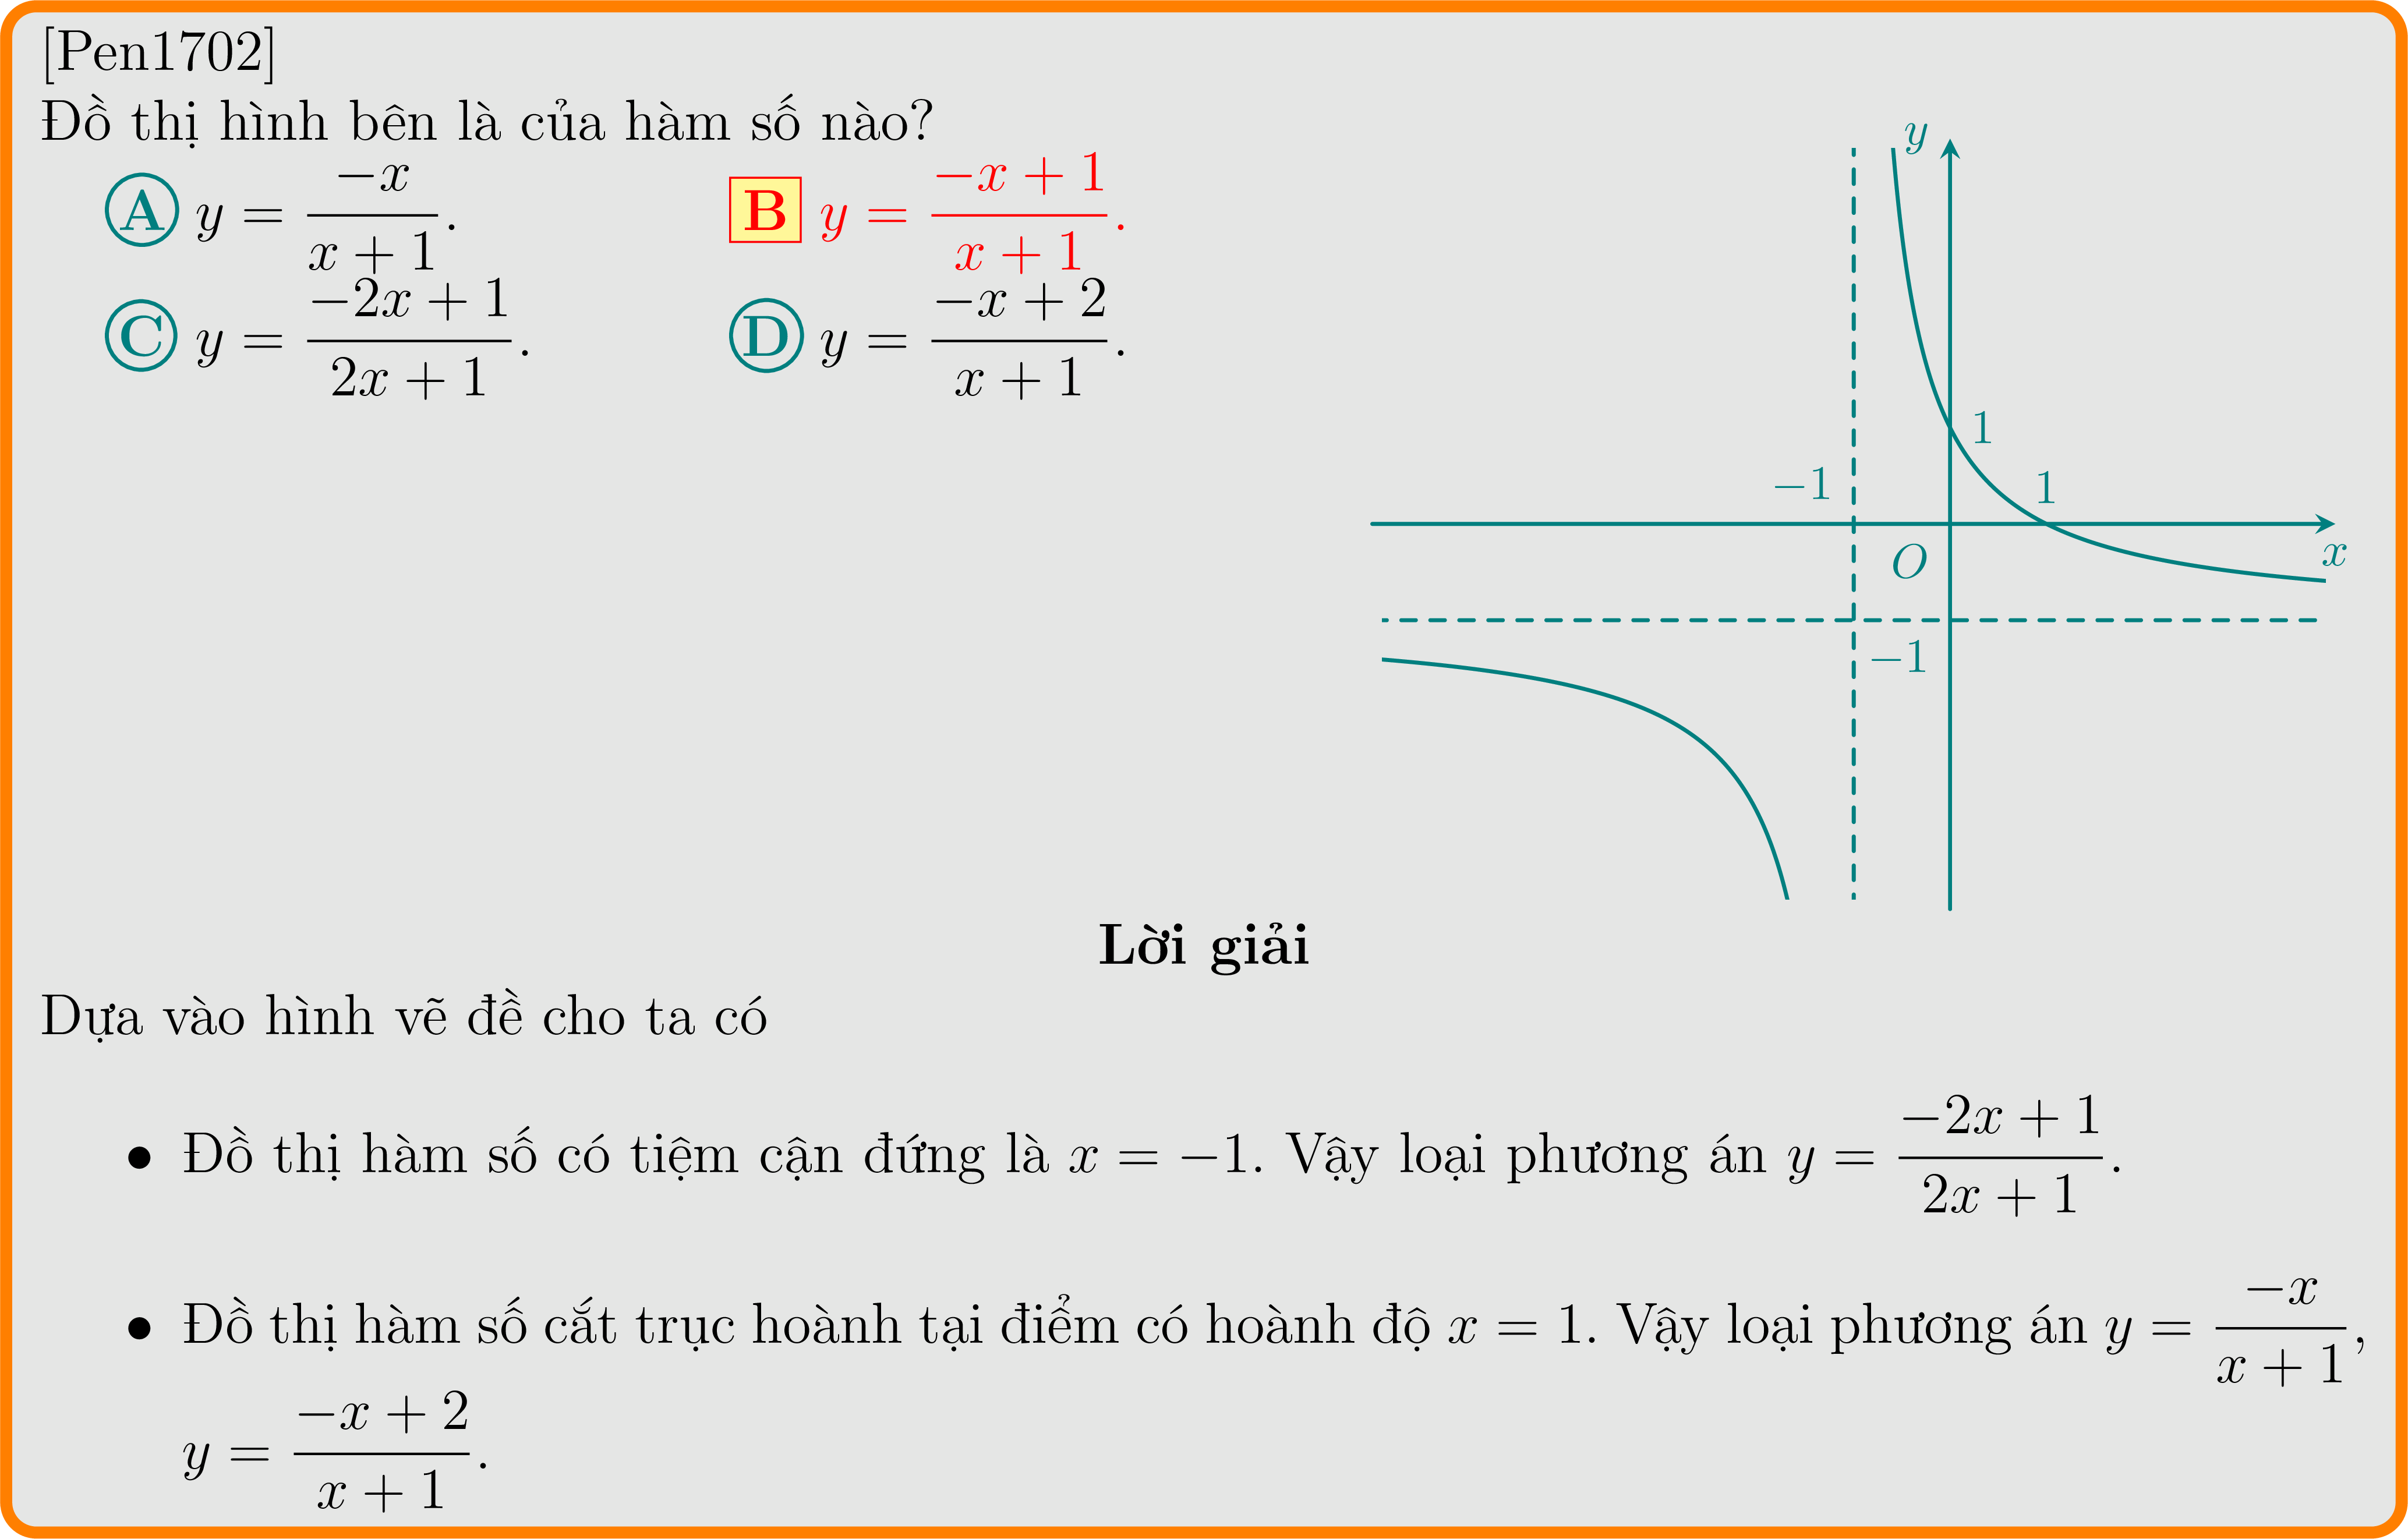 [Pen1702]
Đồ thị hình bên là của hàm số nào?
A y = \frac{-x}{x + 1}. B y = \frac{-x + 1}{x + 1}.
C y = \frac{-2x + 1}{2x + 1}. D y = \frac{-x + 2}{x + 1}.
y
1
-1
1
O
x
-1
Lời giải
Dựa vào hình vẽ đề cho ta có
• Đồ thị hàm số có tiệm cận đứng là x = -1. Vậy loại phương án y = \frac{-2x + 1}{2x + 1}.
• Đồ thị hàm số cắt trục hoành tại điểm có hoành độ x = 1. Vậy loại phương án y = \frac{-x}{x + 1},
y = \frac{-x + 2}{x + 1}.